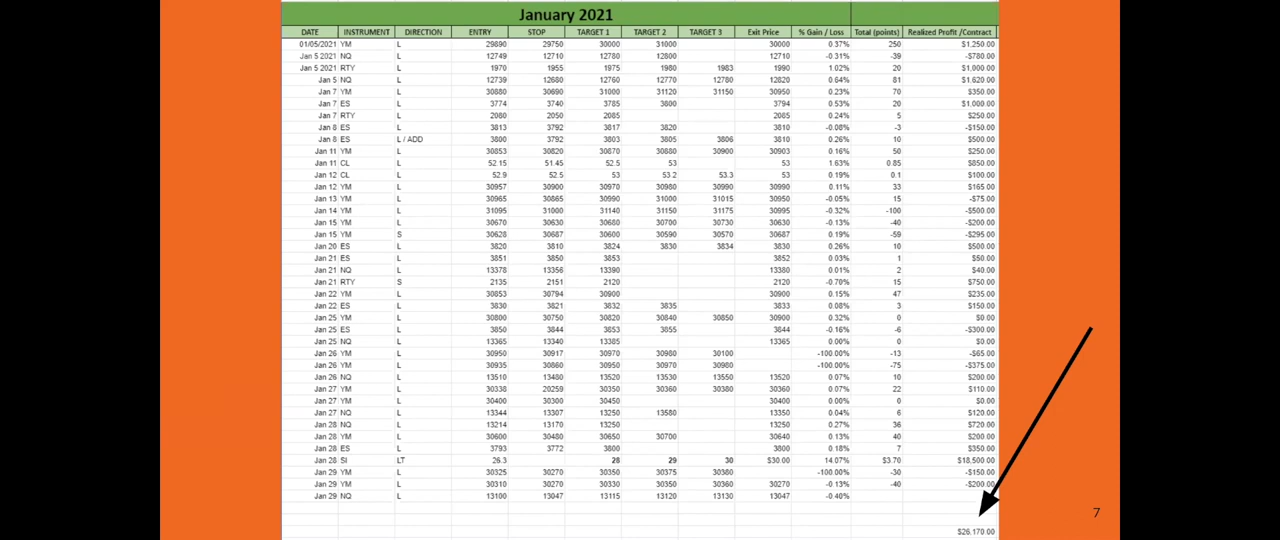 January 2021
DATE INSTRUMENT DIRECTION ENTRY STOP TARGET 1 TARGET 2 TARGET 3 Exit Price % Gain / Loss Total (points) Realized Profit /Contract
01/05/2021 YM L 29890 29750 30000 31000 30000 0.37% 250 $1,250.00
Jan 5 2021 NQ L 12749 12710 12780 12800 12710 -0.31% -39 -$780.00
Jan 5 2021 RTY L 1970 1955 1975 1980 1983 1990 1.02% 20 $1,000.00
Jan 5 NQ L 12739 12680 12760 12770 12780 12820 0.64% 81 $1,620.00
Jan 7 YM L 30880 30690 31000 31120 31150 30950 0.23% 70 $350.00
Jan 7 ES L 3774 3740 3785 3800 3794 0.53% 20 $1,000.00
Jan 7 RTY L 2080 2050 2085 2085 0.24% 5 $250.00
Jan 8 ES L 3813 3792 3817 3820 3810 -0.08% -3 -$150.00
Jan 8 ES L / ADD 3800 3792 3803 3805 3806 3810 0.26% 10 $500.00
Jan 11 YM L 30853 30820 30870 30880 30900 30903 0.16% 50 $250.00
Jan 11 CL L 52.15 51.45 52.5 53 53 1.63% 0.85 $850.00
Jan 12 CL L 52.9 52.5 53 53.2 53.3 53 0.19% 0.1 $100.00
Jan 12 YM L 30957 30900 30970 30980 30990 30990 0.11% 33 $165.00
Jan 13 YM L 30965 30865 30990 31000 31015 30950 -0.05% 15 -$75.00
Jan 14 YM L 31095 31000 31140 31150 31175 30995 -0.32% -100 -$500.00
Jan 15 YM L 30670 30630 30680 30700 30730 30630 -0.13% -40 -$200.00
Jan 15 YM S 30628 30687 30600 30590 30570 30687 0.19% -59 -$295.00
Jan 20 ES L 3820 3810 3824 3830 3834 3830 0.26% 10 $500.00
Jan 21 ES L 3851 3850 3853 3852 0.03% 1 $50.00
Jan 21 NQ L 13378 13356 13390 13380 0.01% 2 $40.00
Jan 21 RTY S 2135 2151 2120 2120 -0.70% 15 $750.00
Jan 22 YM L 30853 30794 30900 30900 0.15% 47 $235.00
Jan 22 ES L 3830 3821 3832 3835 3833 0.08% 3 $150.00
Jan 25 YM L 30800 30750 30820 30840 30850 30900 0.32% 0 $0.00
Jan 25 ES L 3850 3844 3853 3855 3844 -0.16% -6 -$300.00
Jan 25 NQ L 13365 13340 13385 13365 0.00% 0 $0.00
Jan 26 YM L 30950 30917 30970 30980 30100 -100.00% -13 -$65.00
Jan 26 YM L 30935 30860 30950 30970 30980 -100.00% -75 -$375.00
Jan 26 NQ L 13510 13480 13520 13530 13550 13520 0.07% 10 $200.00
Jan 27 YM L 30338 20259 30350 30360 30380 30360 0.07% 22 $110.00
Jan 27 YM L 30400 30300 30450 30400 0.00% 0 $0.00
Jan 27 NQ L 13344 13307 13250 13580 13350 0.04% 6 $120.00
Jan 28 NQ L 13214 13170 13250 13250 0.27% 36 $720.00
Jan 28 YM L 30600 30480 30650 30700 30640 0.13% 40 $200.00
Jan 28 ES L 3793 3772 3800 3800 0.18% 7 $350.00
Jan 28 SI LT 26.3 28 29 30 $30.00 14.07% $3.70 $18,500.00
Jan 29 YM L 30325 30270 30350 30375 30380 -100.00% -30 -$150.00
Jan 29 YM L 30310 30270 30330 30350 30360 30270 -0.13% -40 -$200.00
Jan 29 NQ L 13100 13047 13115 13120 13130 13047 -0.40%
7
$26,170.00